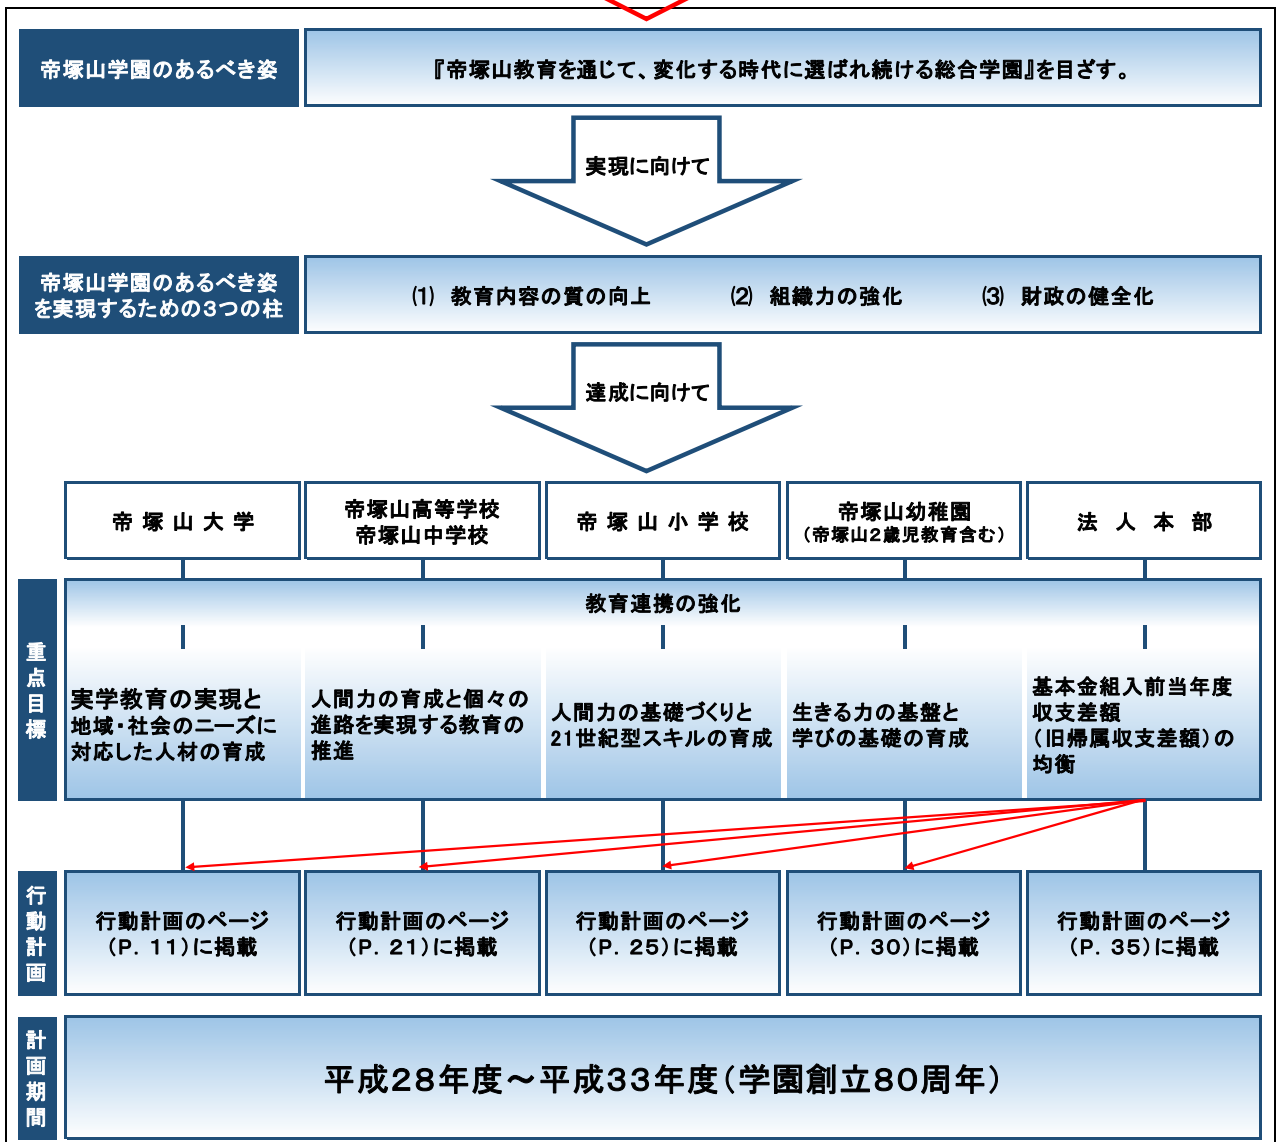 帝塚山学園のあるべき姿
『帝塚山教育を通じて、変化する時代に選ばれ続ける総合学園』を目ざす。
実現に向けて
帝塚山学園のあるべき姿
を実現するための3つの柱
⑴ 教育内容の質の向上 ⑵ 組織力の強化 ⑶ 財政の健全化
達成に向けて
帝塚山大学
帝塚山高等学校
帝塚山中学校
帝塚山小学校
帝塚山幼稚園
(帝塚山2歳児教育含む)
法人本部
重点目標
教育連携の強化
実学教育の実現と
地域・社会のニーズに
対応した人材の育成
人間力の育成と個々の
進路を実現する教育の
推進
人間力の基礎づくりと
21世紀型スキルの育成
生きる力の基盤と
学びの基礎の育成
基本金組入前当年度
収支差額
(旧帰属収支差額)の
均衡
行動計画
行動計画のページ
(P. 11)に掲載
行動計画のページ
(P. 21)に掲載
行動計画のページ
(P. 25)に掲載
行動計画のページ
(P. 30)に掲載
行動計画のページ
(P. 35)に掲載
計画期間
平成28年度～平成33年度(学園創立80周年)